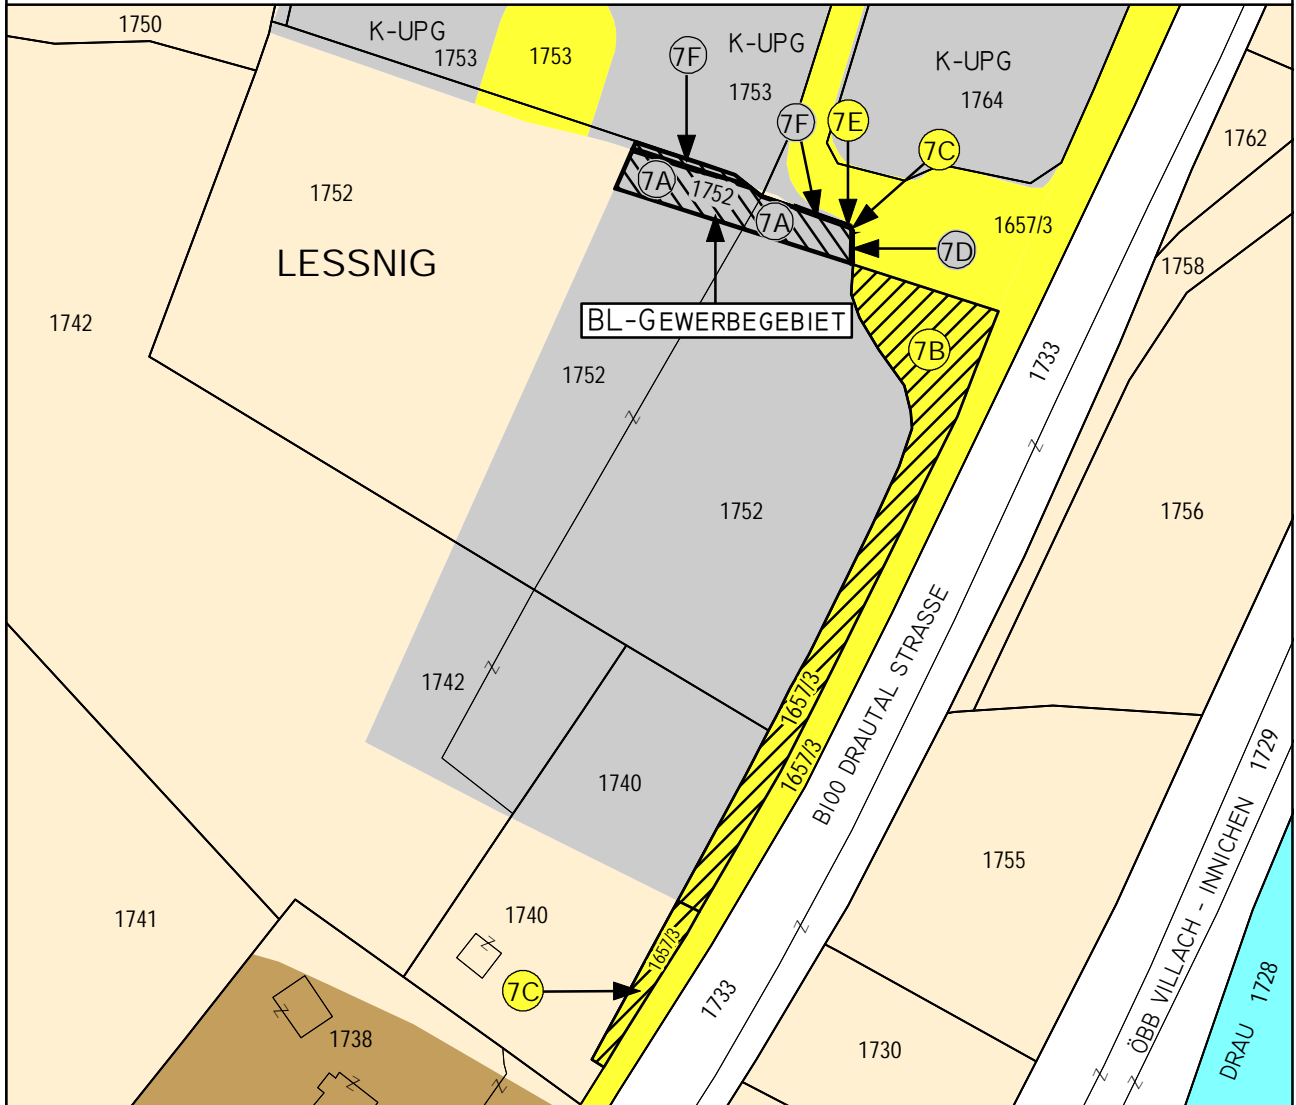 1750
K-UPG
1753
1753
7F
K-UPG
1753
K-UPG
1764
7F
7E
7C
1762
1752
7A
1752
7A
1657/3
7D
1758
LESSNIG
1742
BL-GEWERBEGEBIET
7B
1733
1752
1752
1756
1742
1657/3
1657/3
B100 DRAUTAL STRASSE
1740
1729
ÖBB VILLACH - INNICHEN
1755
1741
1740
1657/3
7C
1733
1728
DRAU
1738
1730